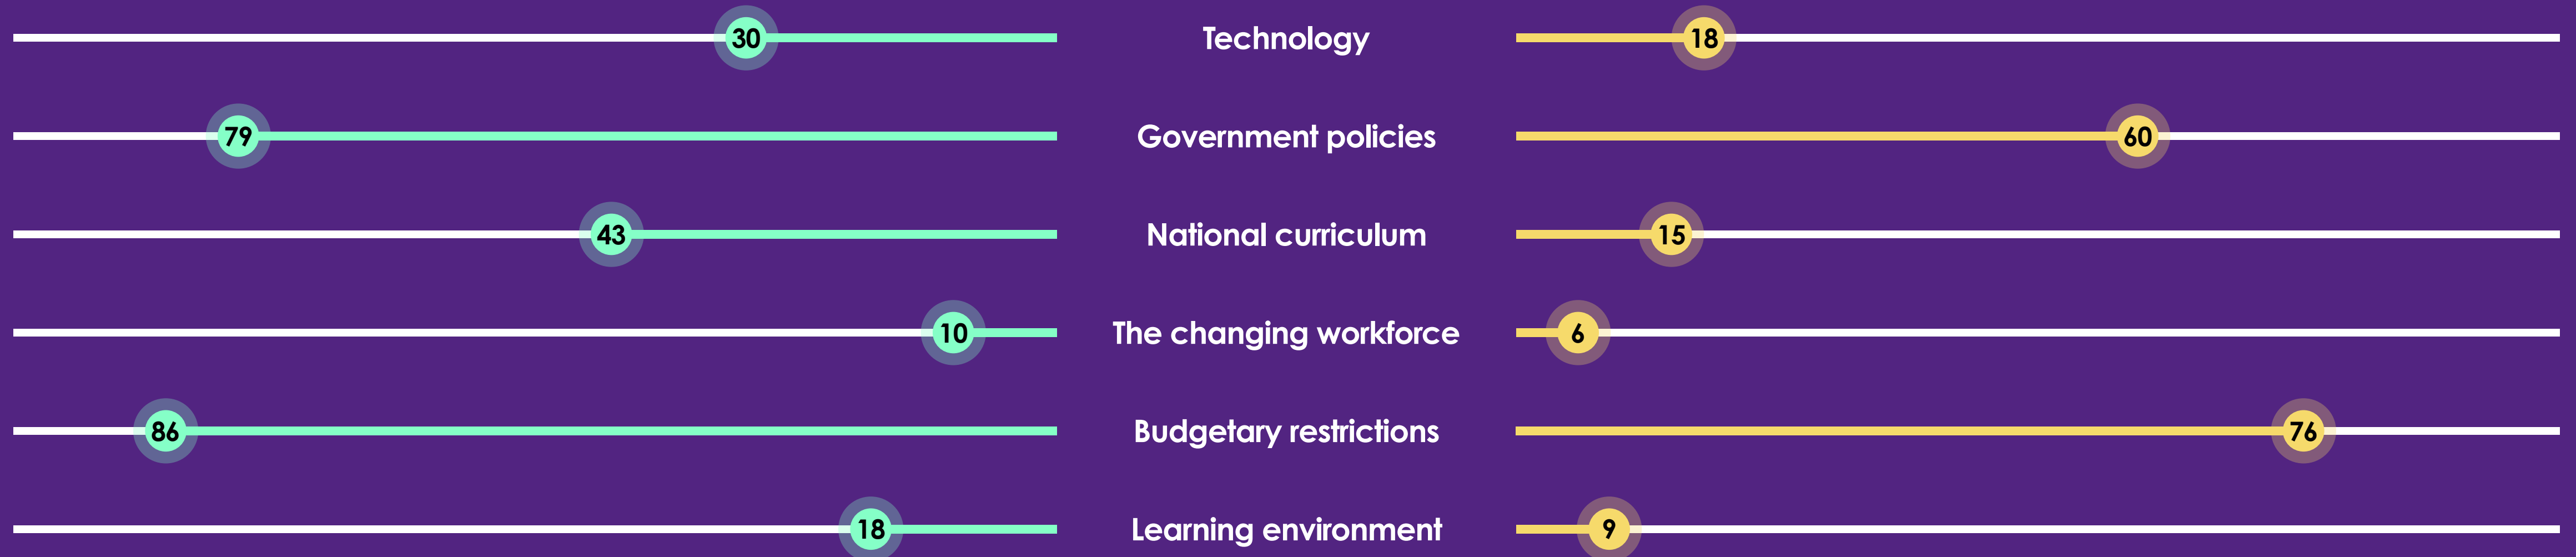 30 Technology 18
79 Government policies 60
43 National curriculum 15
10 The changing workforce 6
86 Budgetary restrictions 76
18 Learning environment 9